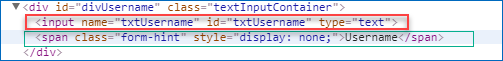 <div id="divUsername" class="textInputContainer">
<input name="txtUsername" id="txtUsername" type="text">
<span class="form-hint" style="display: none;">Username</span>
</div>